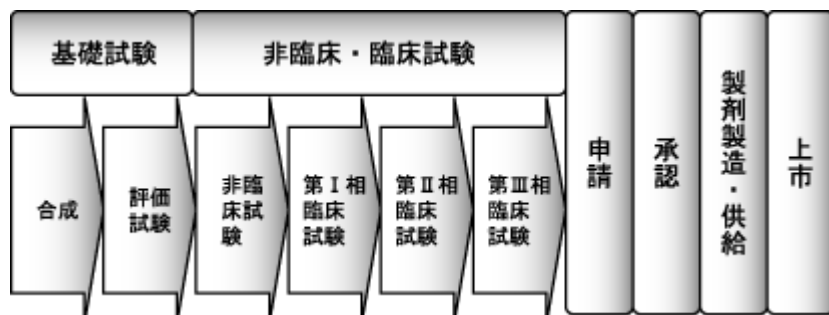 基礎試験
非臨床・臨床試験
合成
評価
試験
非臨
床試
験
第Ⅰ相
臨床
試験
第Ⅱ相
臨床
試験
第Ⅲ相
臨床
試験
申請
承認
製剤製造・供給
上市